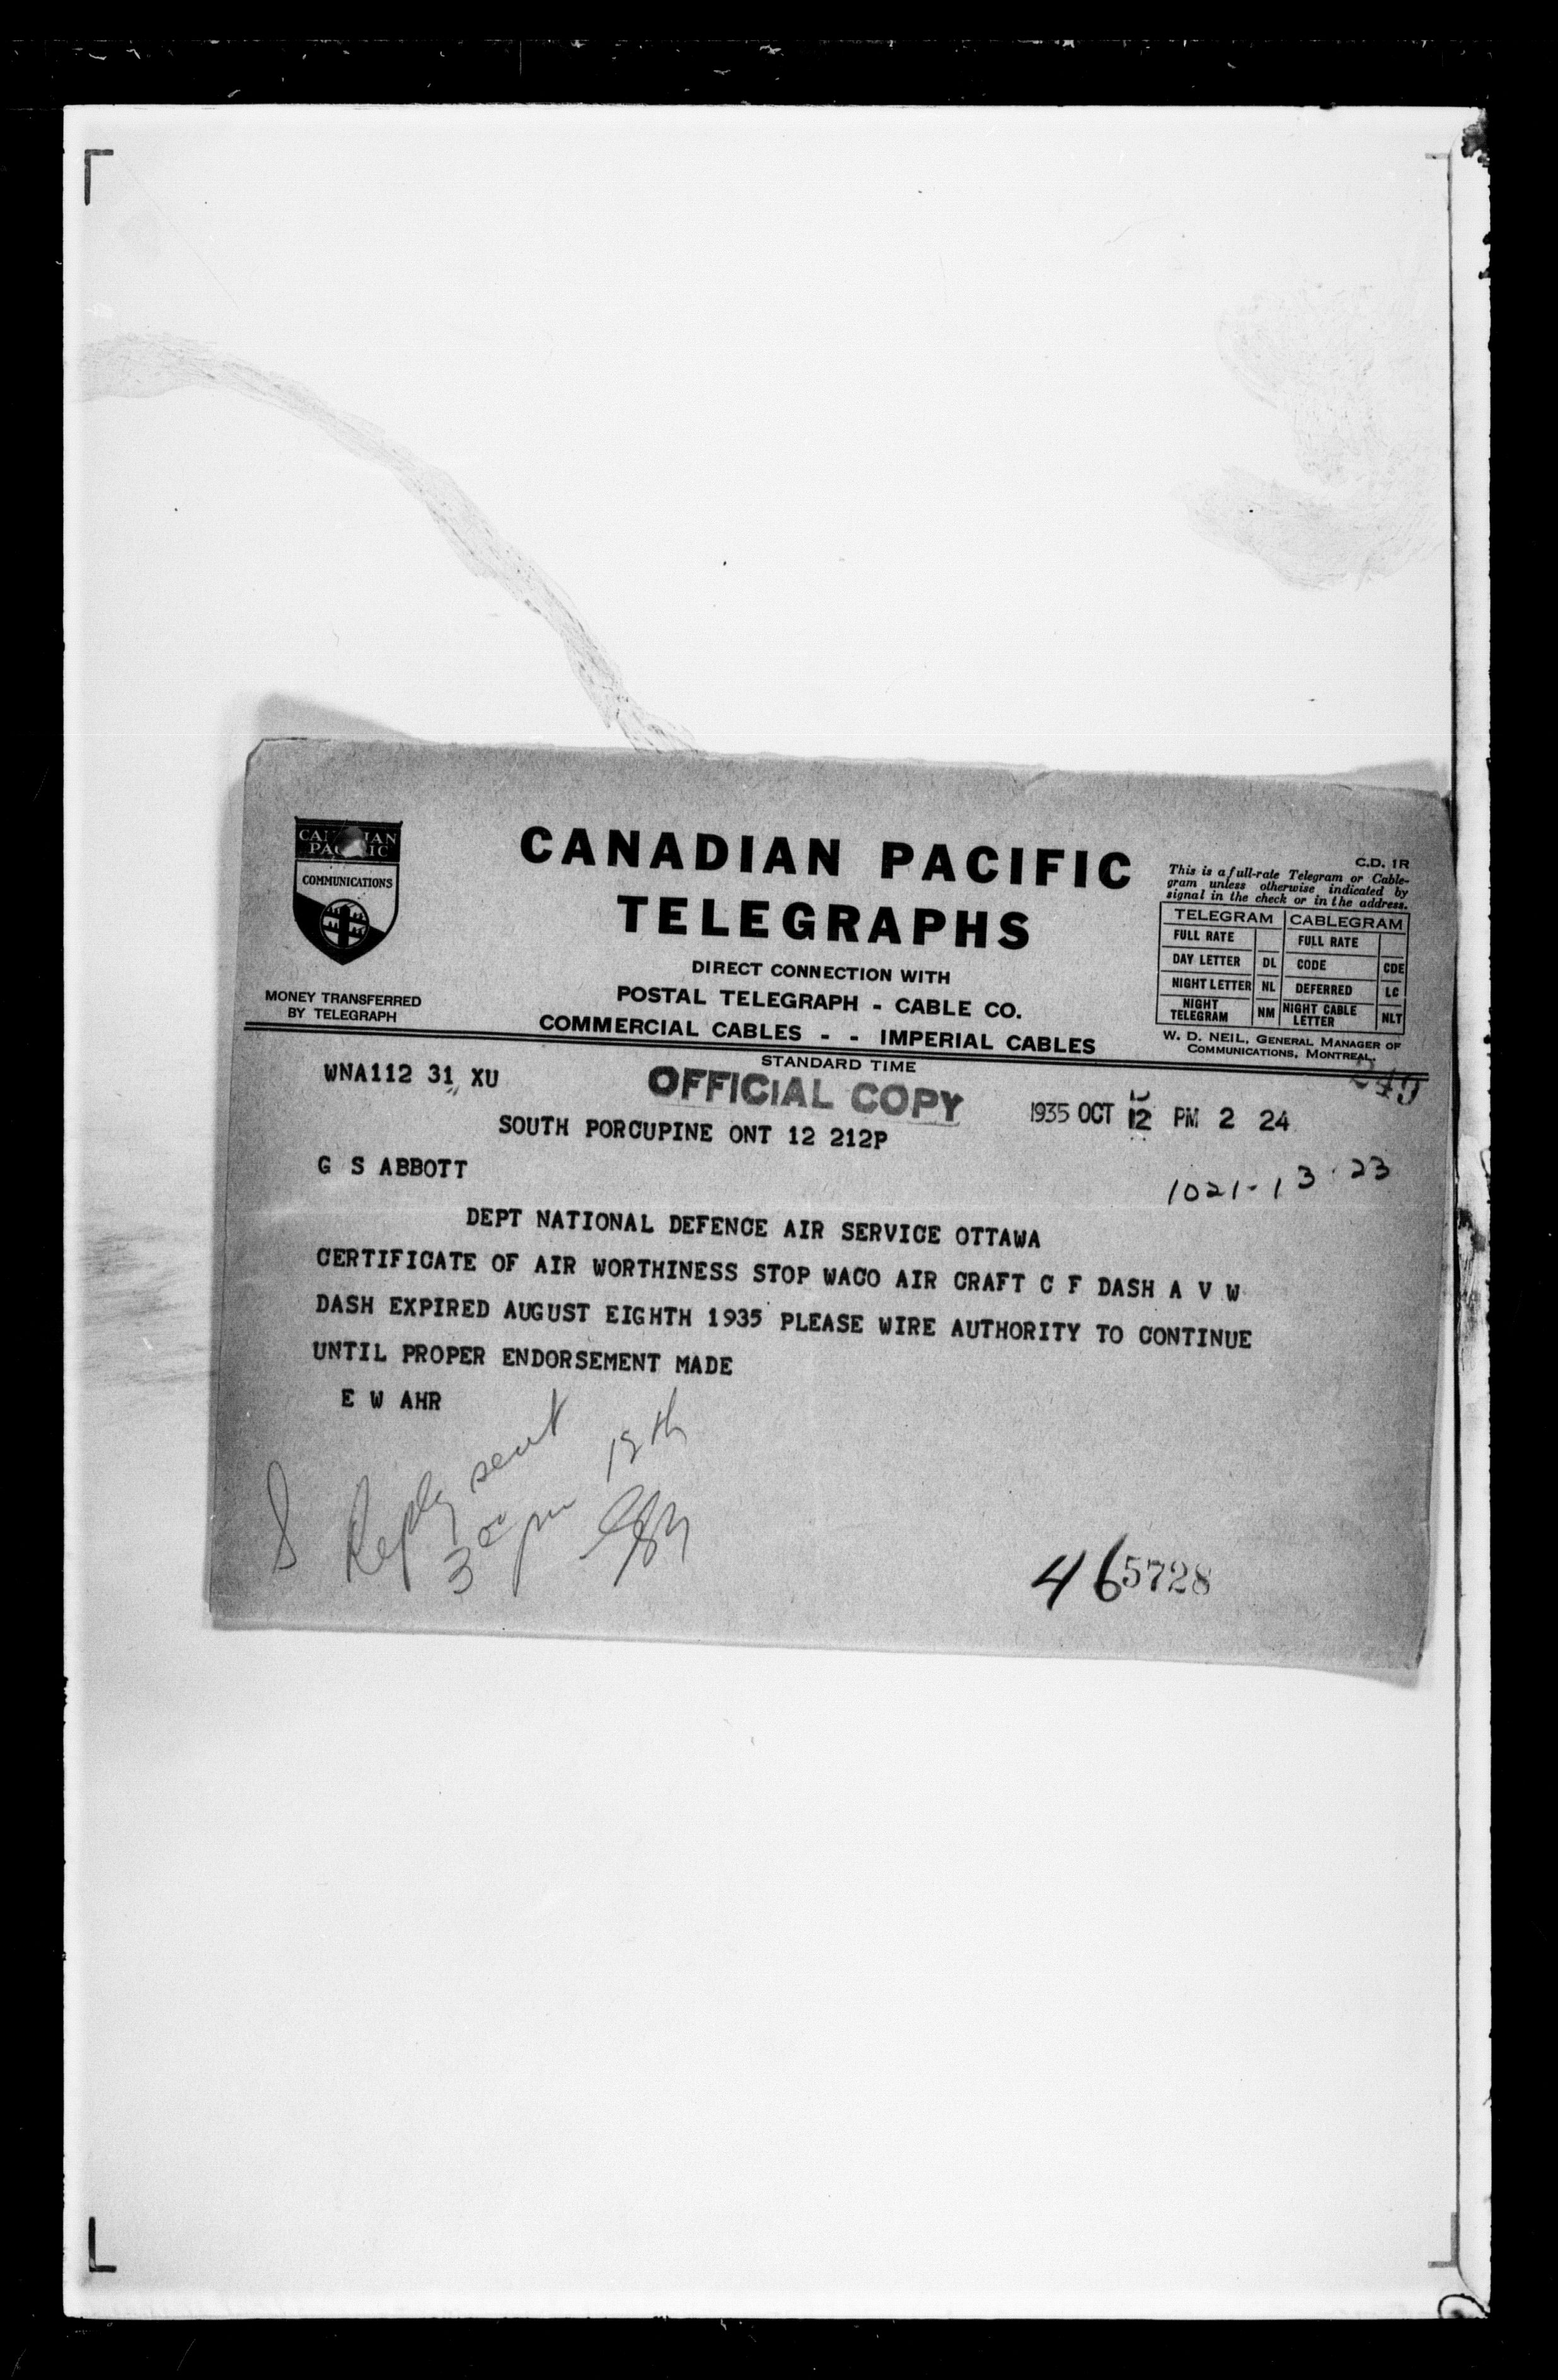 CANADIAN PACIFIC
TELEGRAPHS
DIRECT CONNECTION WITH
POSTAL TELEGRAPH - CABLE CO.
COMMERCIAL CABLES - - IMPERIAL CABLES
COMMUNICATIONS
MONEY TRANSFERRED
BY TELEGRAPH
C.D. 1R
This is a full-rate Telegram or Cable-
gram unless otherwise indicated by
signal in the check or in the address.
TELEGRAM CABLEGRAM
FULL RATE FULL RATE
DAY LETTER DL CODE CDE
NIGHT LETTER NL DEFERRED LC
NIGHT TELEGRAM NM NIGHT CABLE LETTER NLT
W. D. NEIL, GENERAL MANAGER OF
COMMUNICATIONS, MONTREAL.
STANDARD TIME
249
WNA112 31 XU
OFFICIAL COPY
1935 OCT 12 PM 2 24
SOUTH PORCUPINE ONT 12 212P
G S ABBOTT
1021-13-23
DEPT NATIONAL DEFENCE AIR SERVICE OTTAWA
CERTIFICATE OF AIR WORTHINESS STOP WACO AIR CRAFT C F DASH A V W
DASH EXPIRED AUGUST EIGHTH 1935 PLEASE WIRE AUTHORITY TO CONTINUE
UNTIL PROPER ENDORSEMENT MADE
E W AHR
Reply sent
3 00 pm 12th
465728